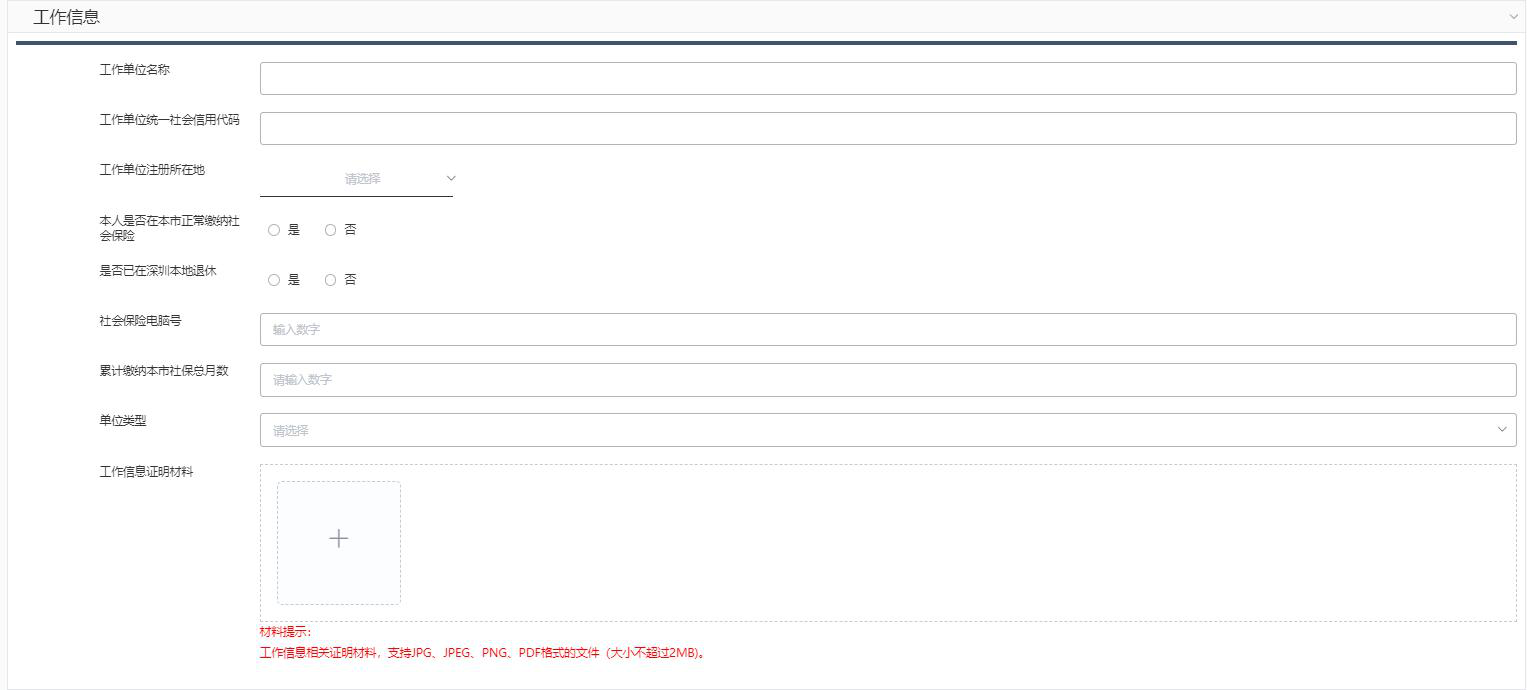 工作信息
工作单位名称
工作单位统一社会信用代码
工作单位注册所在地
请选择
本人是否在本市正常缴纳社
会保险
是 否
是否已在深圳本地退休
是 否
社会保险电脑号
输入数字
累计缴纳本市社保总月数
请输入数字
单位类型
请选择
工作信息证明材料
材料提示:
工作信息相关证明材料，支持JPG、JPEG、PNG、PDF格式的文件（大小不超过2MB）。